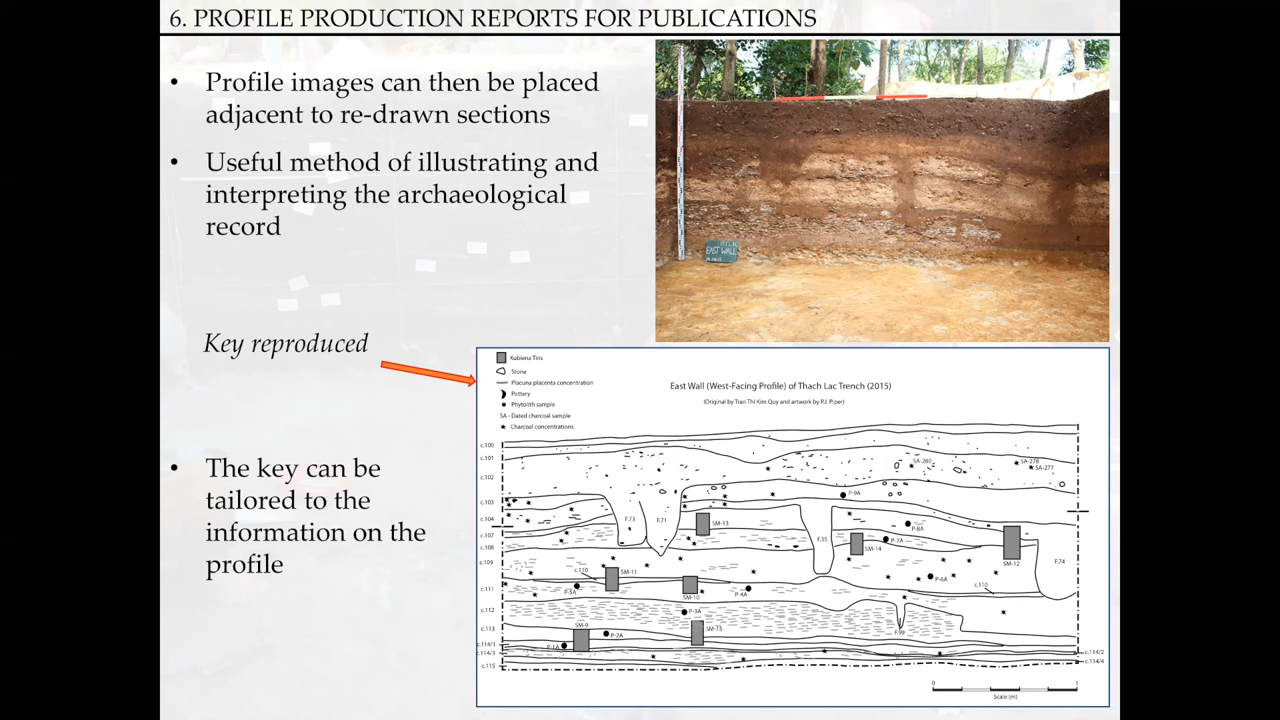 6. PROFILE PRODUCTION REPORTS FOR PUBLICATIONS
• Profile images can then be placed
adjacent to re-drawn sections
• Useful method of illustrating and
interpreting the archaeological
record
EAST WALL
Key reproduced
• The key can be
tailored to the
information on the
profile
Kubiena Tins
Stone
Placuna placenta concentration
Pottery
Phytolith sample
SA - Dated charcoal sample
Charcoal concentrations
East Wall (West-Facing Profile) of Thach Lac Trench (2015)
(Original by Tran Thi Kim Quy and artwork by P.J. Piper)
c.100
c.101
c.102
c.103
c.104
c.107
c.108
c.109
c.110
c.111
c.112
c.113
c.114/1
c.114/3
c.115
SA-280
SA-278
SA-277
P-9A
F.73
F.71
SM-13
F.35
P-8A
P-7A
SM-14
SM-12
F.74
SM-11
P-5A
SM-10
P-4A
P-6A
c.110
P-3A
SM-9
P-2A
SM-15
F.99
P-1A
c.114/2
c.114/4
0 1
Scale (m)